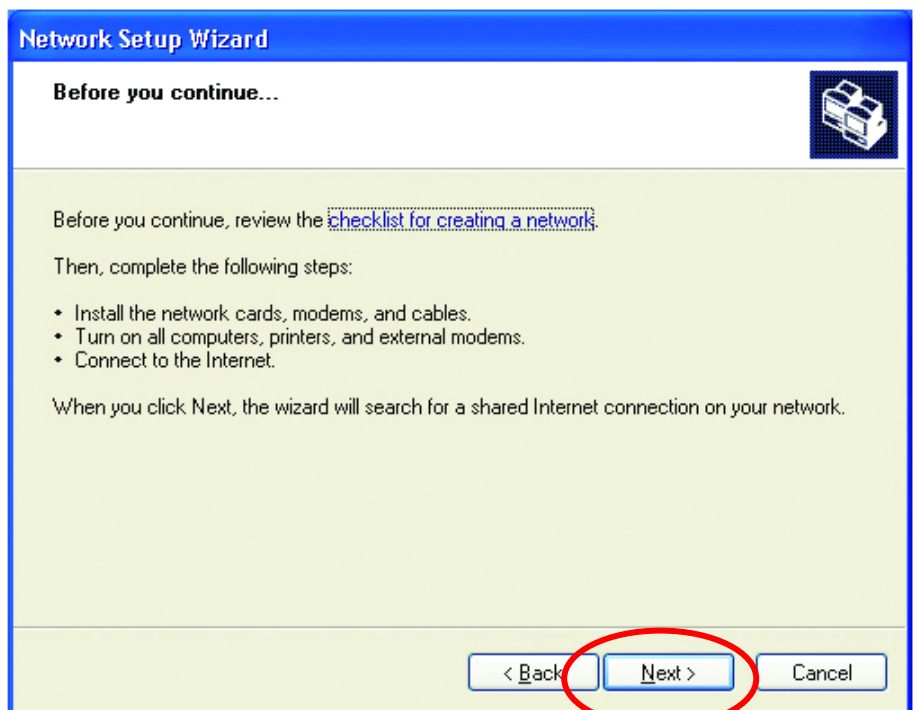 Network Setup Wizard
Before you continue...
Before you continue, review the checklist for creating a network.
Then, complete the following steps:
• Install the network cards, modems, and cables.
• Turn on all computers, printers, and external modems.
• Connect to the Internet.
When you click Next, the wizard will search for a shared Internet connection on your network.
< Back Next > Cancel